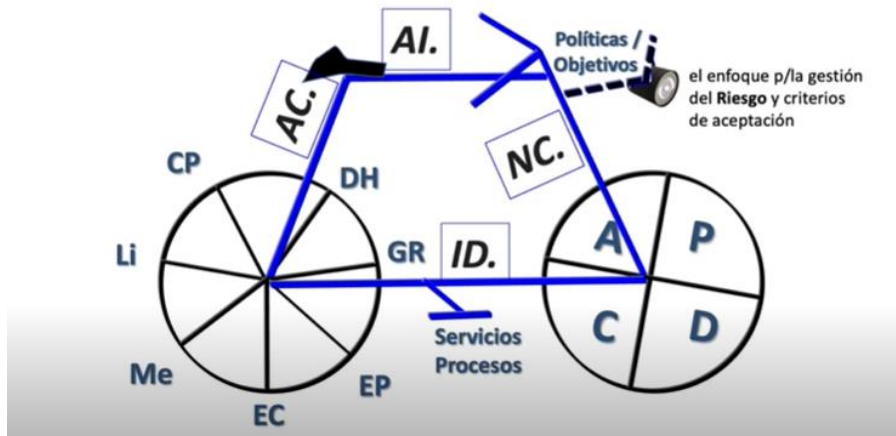 AI.
Políticas /
Objetivos
el enfoque p/la gestión
del Riesgo y criterios
de aceptación
AC.
NC.
CP
DH
Li
GR
ID.
A
P
C
D
Servicios
Procesos
Me
EP
EC